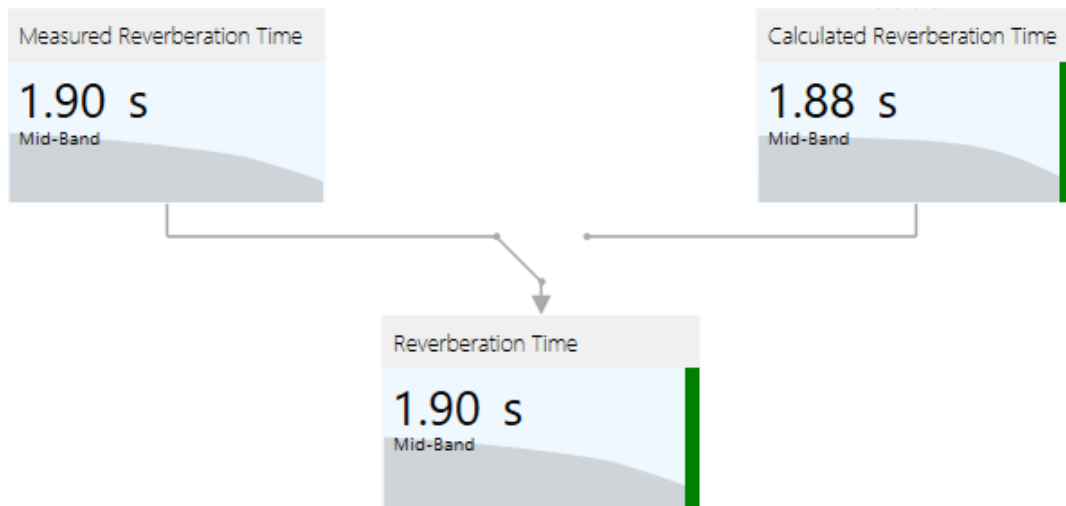 Measured Reverberation Time
1.90 s
Mid-Band
Calculated Reverberation Time
1.88 s
Mid-Band
Reverberation Time
1.90 s
Mid-Band